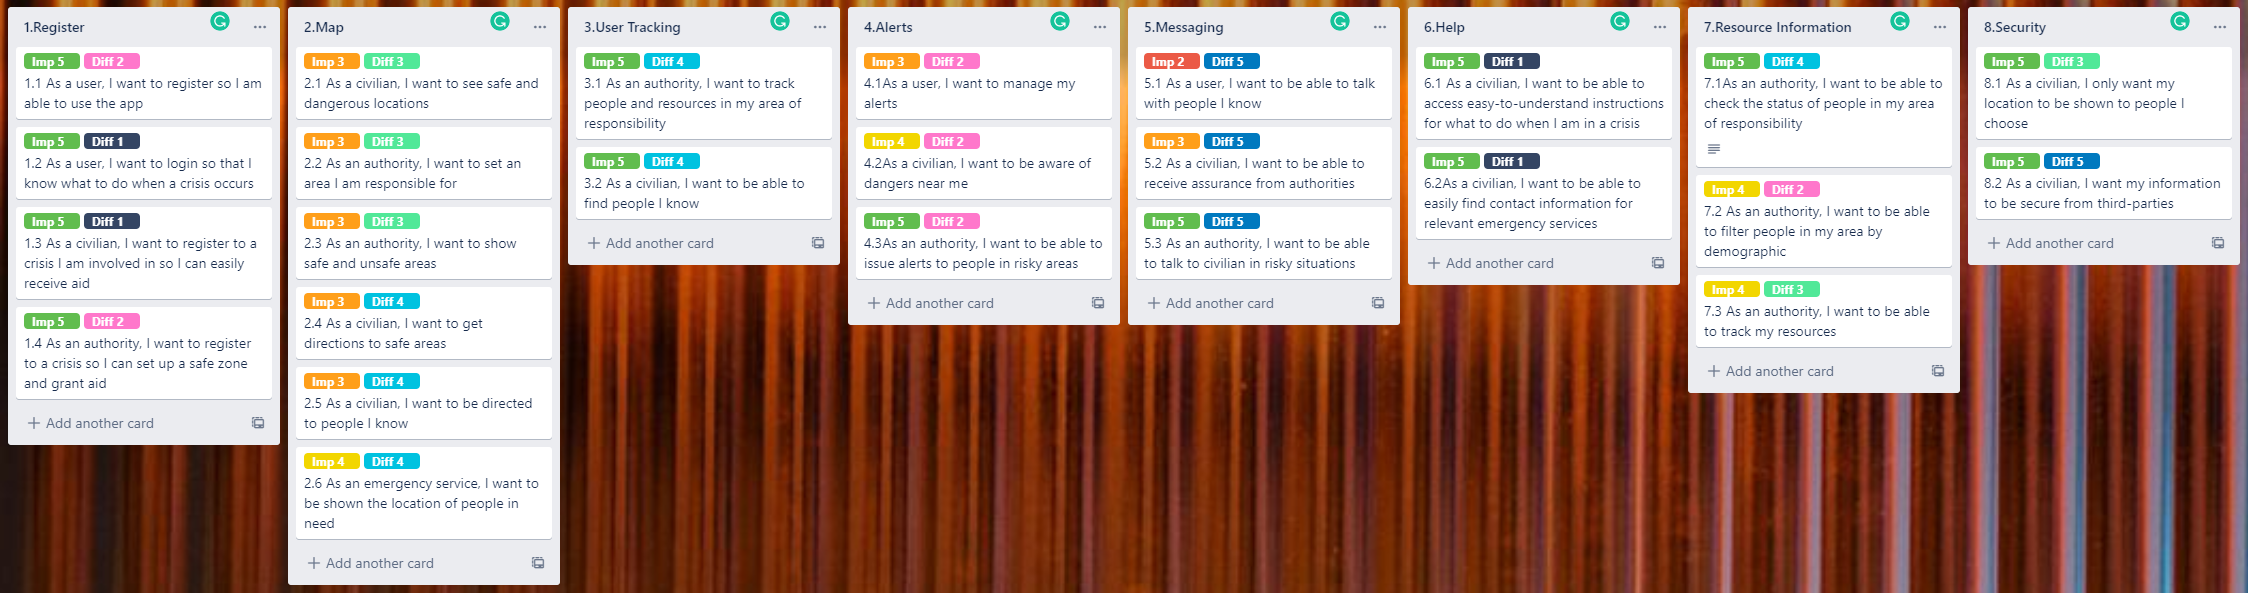 1.Register
Imp 5 Diff 2
1.1 As a user, I want to register so I am
able to use the app
Imp 5 Diff 1
1.2 As a user, I want to login so that I
know what to do when a crisis occurs
Imp 5 Diff 1
1.3 As a civilian, I want to register to a
crisis I am involved in so I can easily
receive aid
Imp 5 Diff 2
1.4 As an authority, I want to register
to a crisis so I can set up a safe zone
and grant aid
+ Add another card
2.Map
Imp 3 Diff 3
2.1 As a civilian, I want to see safe and
dangerous locations
Imp 3 Diff 3
2.2 As an authority, I want to set an
area I am responsible for
Imp 3 Diff 3
2.3 As an authority, I want to show
safe and unsafe areas
Imp 3 Diff 4
2.4 As a civilian, I want to get
directions to safe areas
Imp 3 Diff 4
2.5 As a civilian, I want to be directed
to people I know
Imp 4 Diff 4
2.6 As an emergency service, I want to
be shown the location of people in
need
+ Add another card
3.User Tracking
Imp 5 Diff 4
3.1 As an authority, I want to track
people and resources in my area of
responsibility
Imp 5 Diff 4
3.2 As a civilian, I want to be able to
find people I know
+ Add another card
4.Alerts
Imp 3 Diff 2
4.1As a user, I want to manage my
alerts
Imp 4 Diff 2
4.2As a civilian, I want to be aware of
dangers near me
Imp 5 Diff 2
4.3As an authority, I want to be able to
issue alerts to people in risky areas
+ Add another card
5.Messaging
Imp 2 Diff 5
5.1 As a user, I want to be able to talk
with people I know
Imp 3 Diff 5
5.2 As a civilian, I want to be able to
receive assurance from authorities
Imp 5 Diff 5
5.3 As an authority, I want to be able
to talk to civilian in risky situations
+ Add another card
6.Help
Imp 5 Diff 1
6.1 As a civilian, I want to be able to
access easy-to-understand instructions
for what to do when I am in a crisis
Imp 5 Diff 1
6.2As a civilian, I want to be able to
easily find contact information for
relevant emergency services
+ Add another card
7.Resource Information
Imp 5 Diff 4
7.1As an authority, I want to be able to
check the status of people in my area
of responsibility
Imp 4 Diff 2
7.2 As an authority, I want to be able
to filter people in my area by
demographic
Imp 4 Diff 3
7.3 As an authority, I want to be able
to track my resources
+ Add another card
8.Security
Imp 5 Diff 3
8.1 As a civilian, I only want my
location to be shown to people I
choose
Imp 5 Diff 5
8.2 As a civilian, I want my information
to be secure from third-parties
+ Add another card